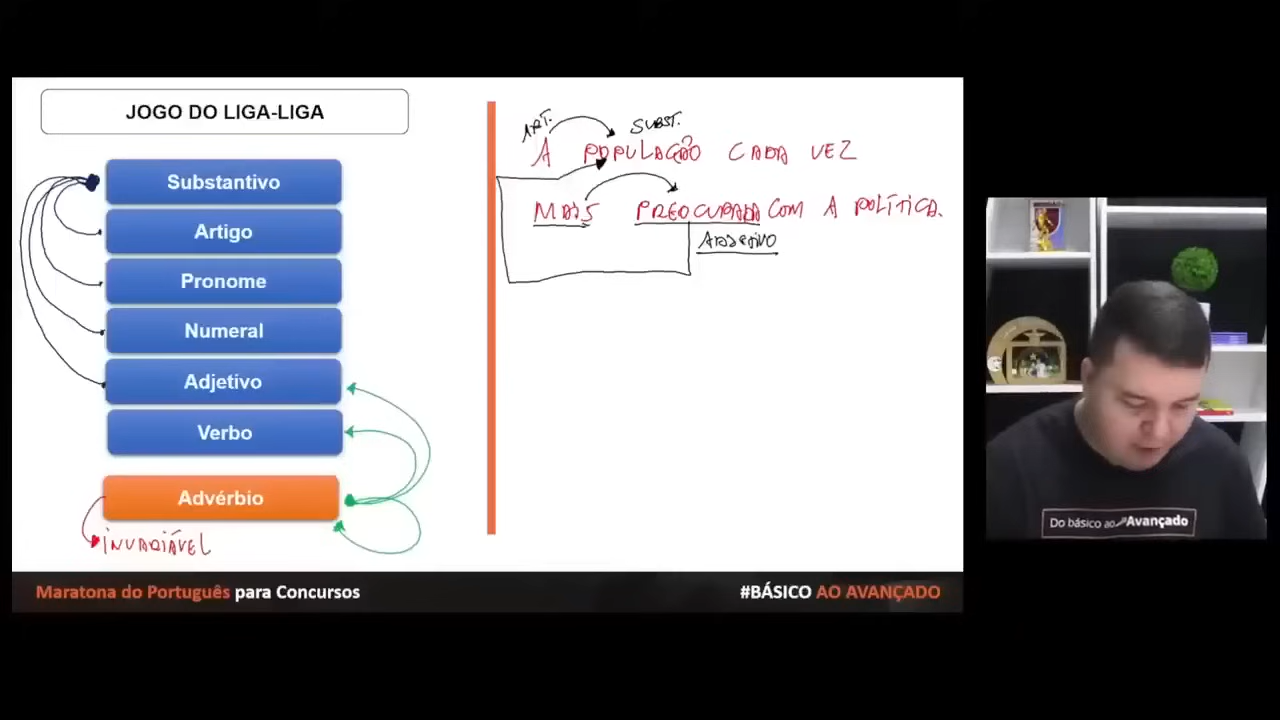 JOGO DO LIGA-LIGA
Substantivo
Artigo
Pronome
Numeral
Adjetivo
Verbo
Advérbio
INVARIÁVEL
ART. SUBST.
A POPULAÇÃO CADA VEZ
MAIS PREOCUPADA COM A POLÍTICA.
ADJETIVO
Maratona do Português para Concursos
#BÁSICO AO AVANÇADO
Do básico ao Avançado